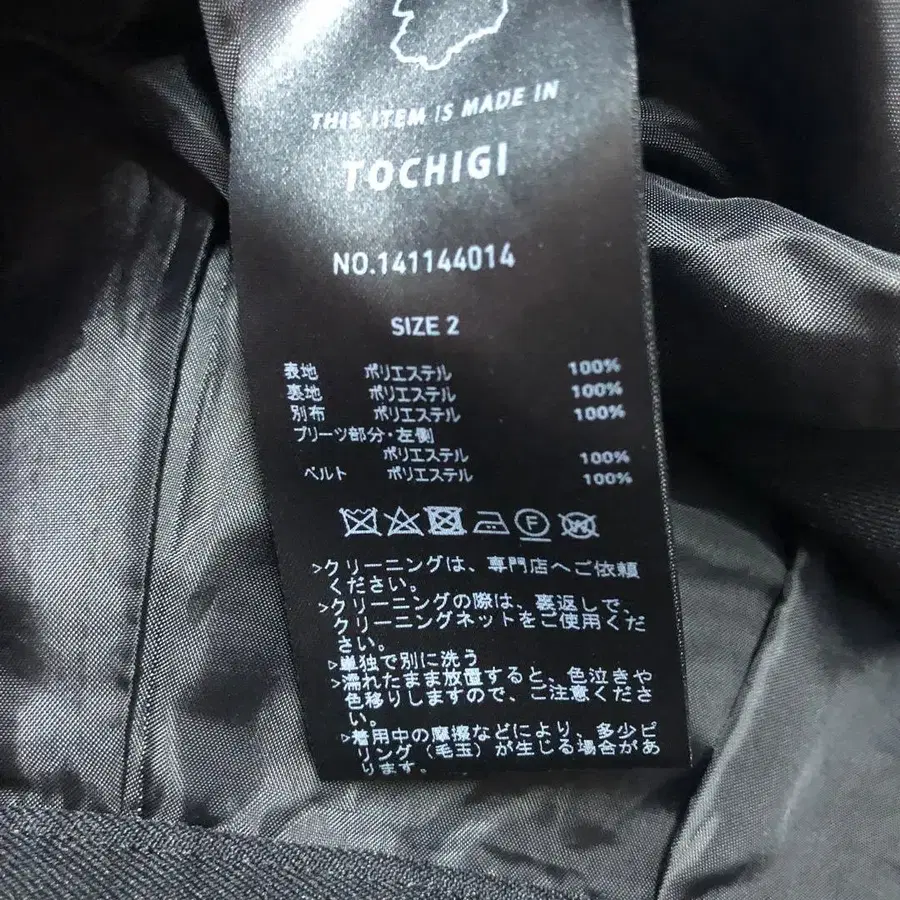 THIS ITEM IS MADE IN
TOCHIGI
NO.141144014
SIZE 2
表地 ポリエステル 100%
裏地 ポリエステル 100%
別布 ポリエステル 100%
プリーツ部分・左側
ポリエステル 100%
ベルト ポリエステル 100%
F W
>クリーニングは、専門店へご依頼
ください。
>クリーニングの際は、裏返しで、
クリーニングネットをご使用くだ
さい。
>単独で別に洗う
>濡れたまま放置すると、色泣きや
色移りしますので、ご注意くださ
い。
>着用中の摩擦などにより、多少ピ
リング（毛玉）が生じる場合があ
ります。